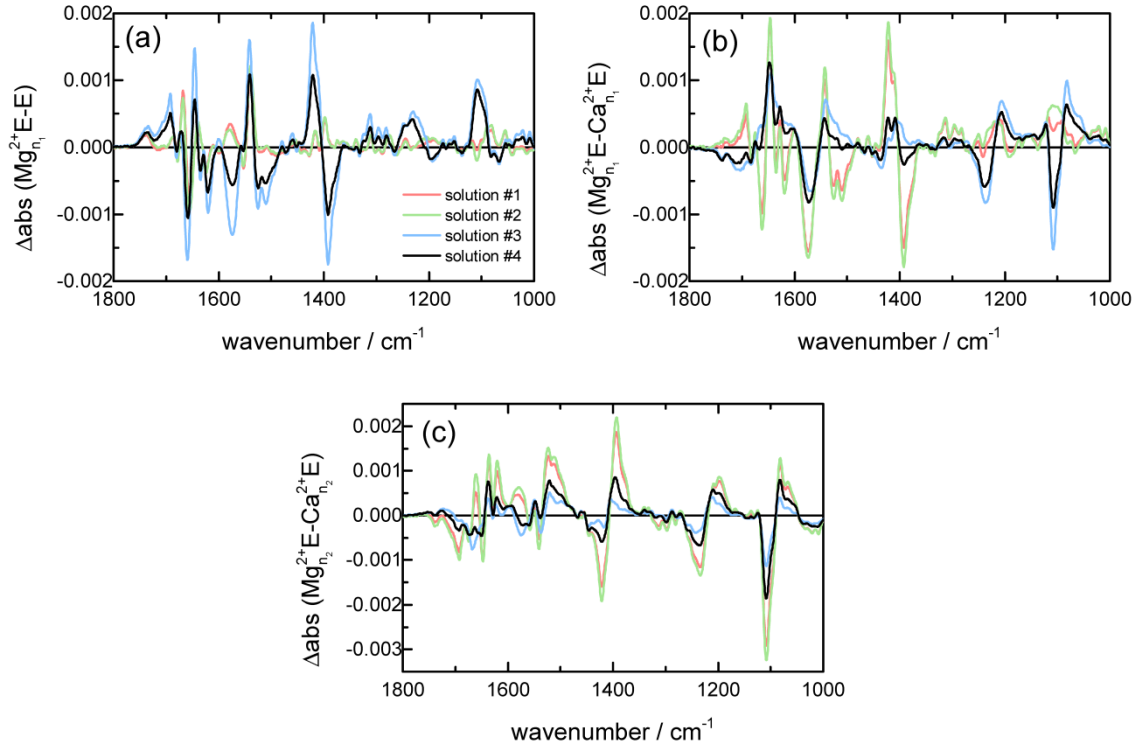 (a)
0.002
0.001
0.000
-0.001
-0.002
1800 1600 1400 1200 1000
wavenumber / cm⁻¹
Δabs (Mg²⁺ₙ₁E-E)
solution #1
solution #2
solution #3
solution #4
(b)
0.002
0.001
0.000
-0.001
-0.002
1800 1600 1400 1200 1000
wavenumber / cm⁻¹
Δabs (Mg²⁺ₙ₁E-Ca²⁺ₙ₁E)
(c)
0.002
0.001
0.000
-0.001
-0.002
-0.003
1800 1600 1400 1200 1000
wavenumber / cm⁻¹
Δabs (Mg²⁺ₙ₂E-Ca²⁺ₙ₂E)